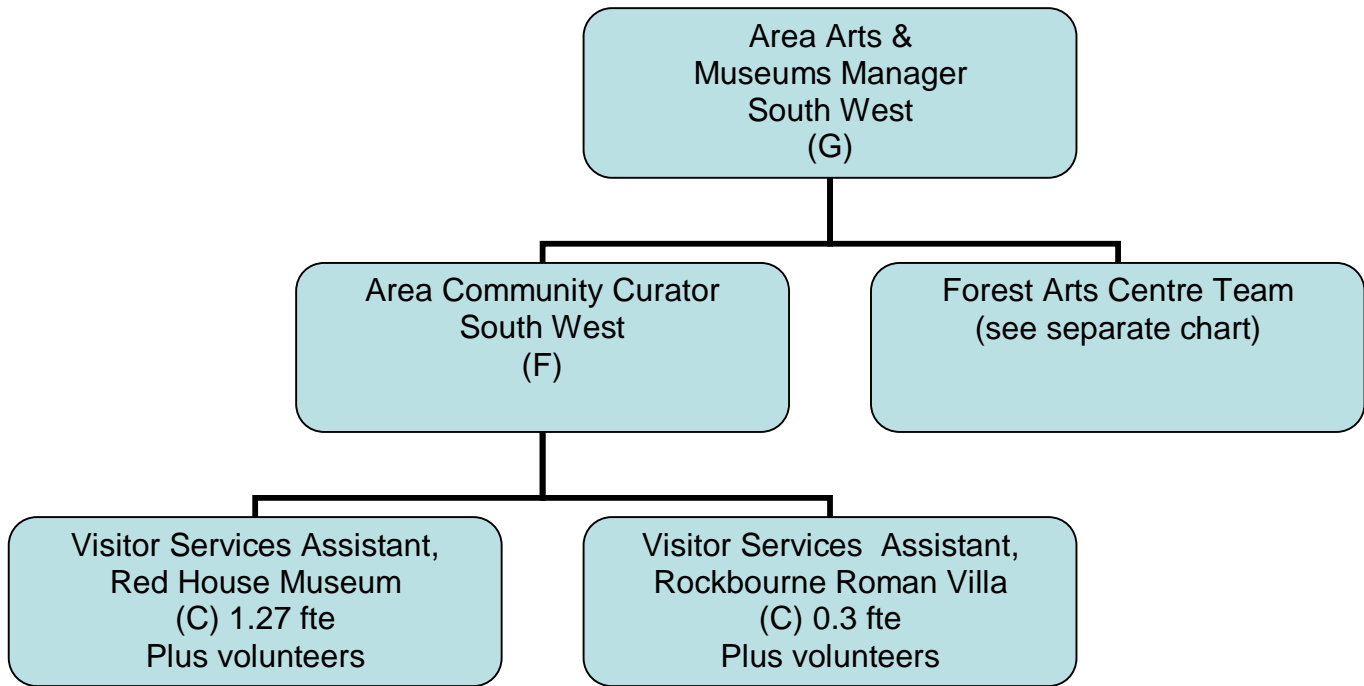 Area Arts &
Museums Manager
South West
(G)
Area Community Curator
South West
(F)
Forest Arts Centre Team
(see separate chart)
Visitor Services Assistant,
Red House Museum
(C) 1.27 fte
Plus volunteers
Visitor Services  Assistant,
Rockbourne Roman Villa
(C) 0.3 fte
Plus volunteers